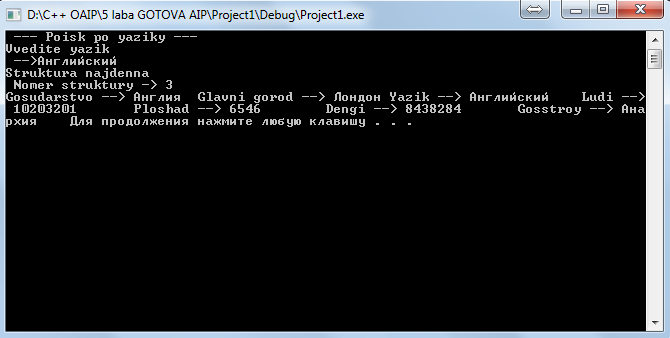 D:\C++ OAIP\5 laba GOTOVA AIP\Project1\Debug\Project1.exe
--- Poisk po yaziky ---
Vvedite yazik
-->Английский
Struktura najdenna
Nomer struktury -> 3
Gosudarstvo --> Англия  Glavni gorod --> Лондон Yazik --> Английский    Ludi -->
10203201        Ploshad --> 6546        Dengi --> 8438284       Gosstroy --> Ана
рхия    Для продолжения нажмите любую клавишу . . .